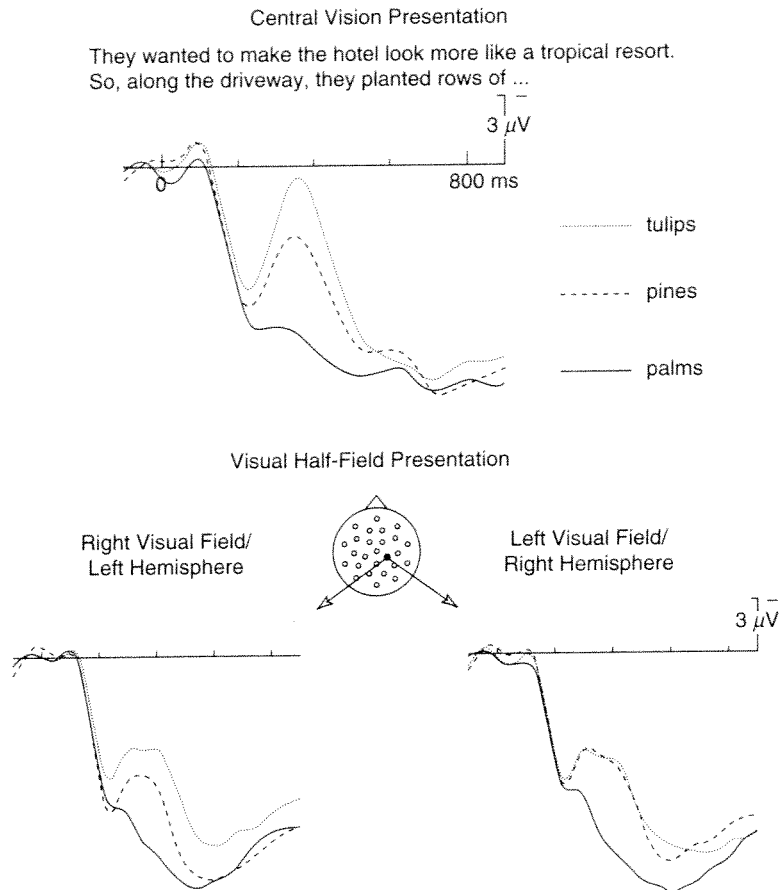 Central Vision Presentation
They wanted to make the hotel look more like a tropical resort.
So, along the driveway, they planted rows of ...
3 µV
0
800 ms
tulips
pines
palms
Visual Half-Field Presentation
Right Visual Field/
Left Hemisphere
Left Visual Field/
Right Hemisphere
3 µV